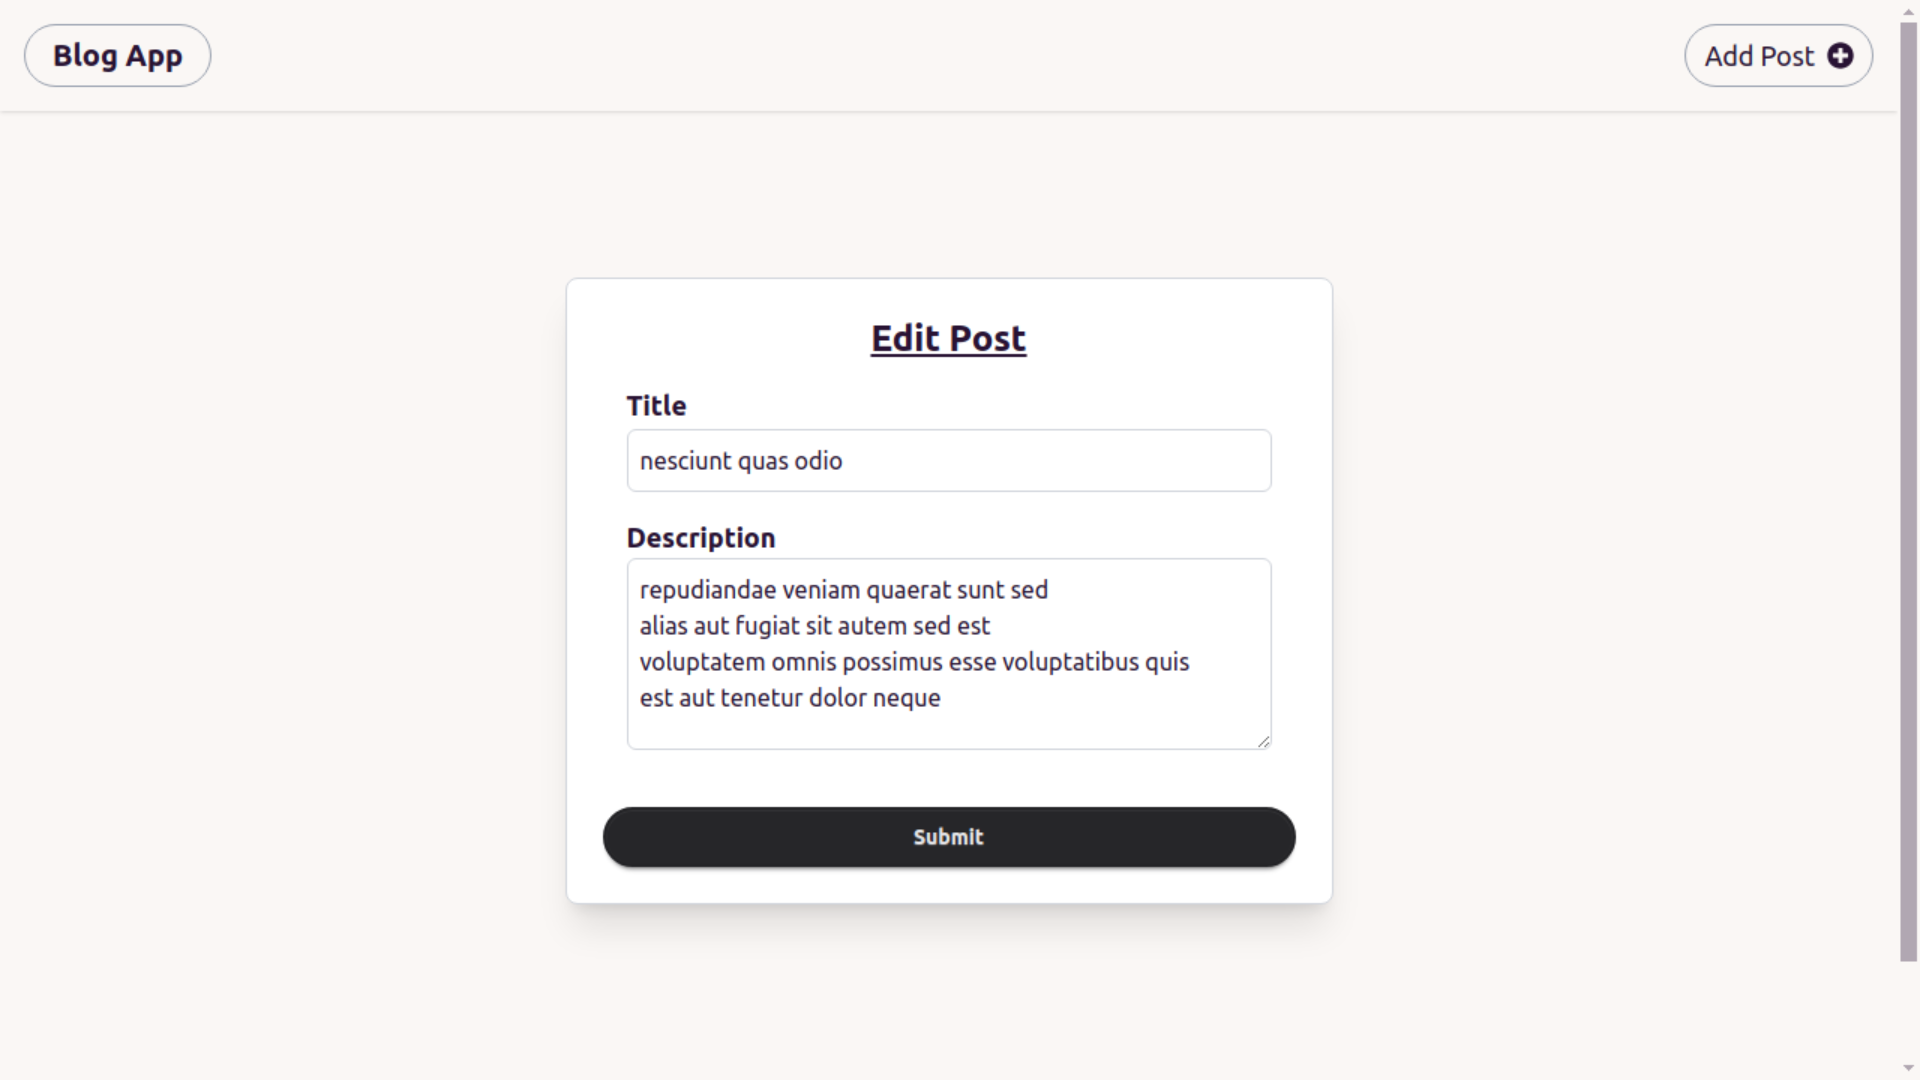 Blog App
Add Post
Edit Post
Title
nesciunt quas odio
Description
repudiandae veniam quaerat sunt sed
alias aut fugiat sit autem sed est
voluptatem omnis possimus esse voluptatibus quis
est aut tenetur dolor neque
Submit